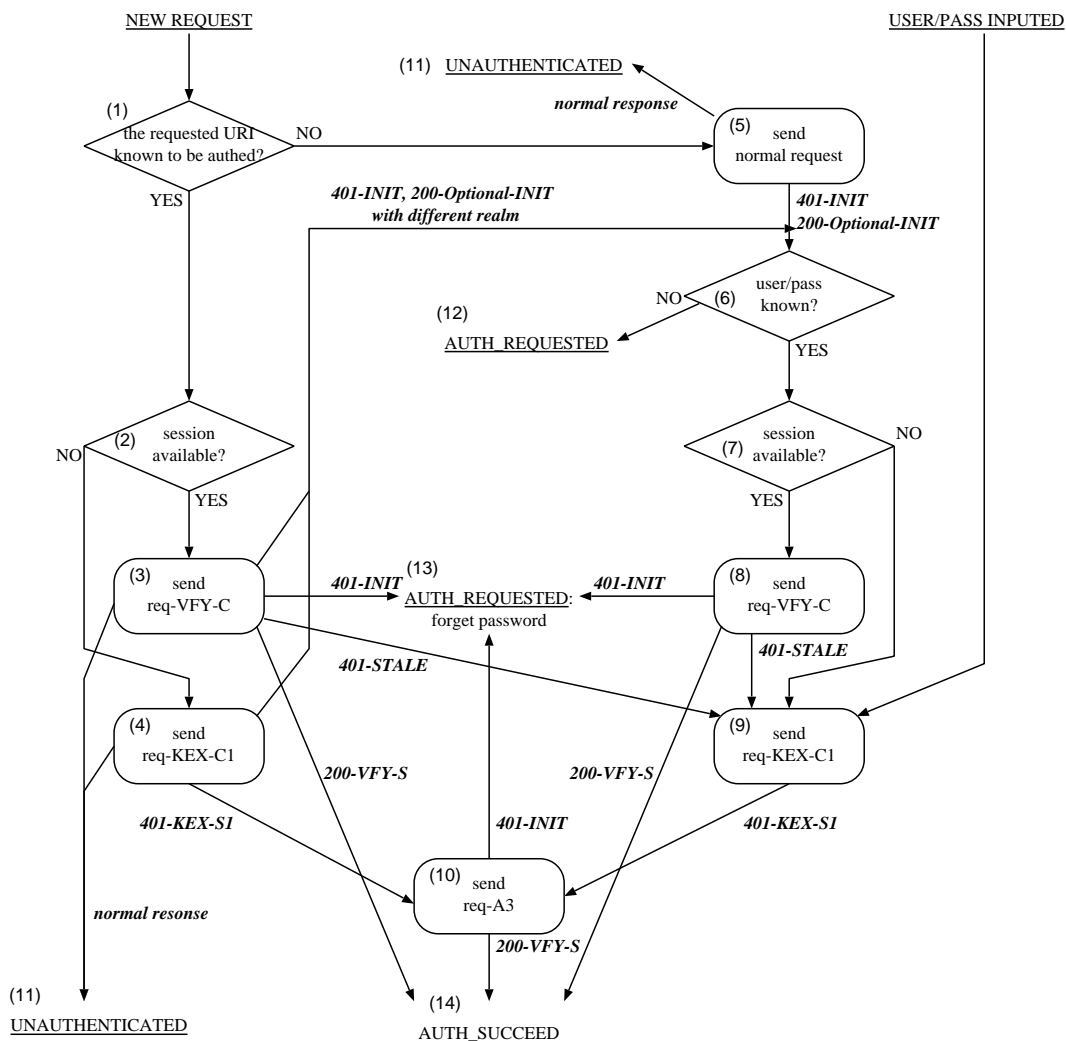 NEW REQUEST
USER/PASS INPUTED
(11) UNAUTHENTICATED
normal response
(1)
the requested URI
known to be authed?
NO
YES
(5) send
normal request
401-INIT, 200-Optional-INIT
with different realm
401-INIT
200-Optional-INIT
user/pass
(6) known?
NO
YES
(12)
AUTH_REQUESTED
(2) session
available?
NO
YES
session
(7) available?
NO
YES
(3) send
req-VFY-C
401-INIT
(13)
AUTH_REQUESTED:
forget password
401-INIT
(8) send
req-VFY-C
401-STALE
401-STALE
(4) send
req-KEX-C1
(9) send
req-KEX-C1
200-VFY-S
200-VFY-S
401-KEX-S1
401-INIT
401-KEX-S1
(10) send
req-A3
normal resonse
200-VFY-S
(11)
UNAUTHENTICATED
(14)
AUTH_SUCCEED